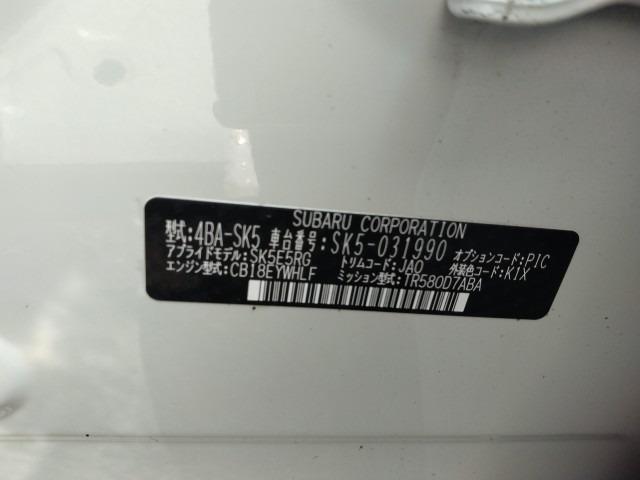 SUBARU CORPORATION
型式:4BA-SK5 車台番号:SK5-031990 オプションコード:PIC
アプライドモデル:SK5E5RG トリムコード:JAO 外装色コード:K1X
エンジン型式:CB18EYWHLF ミッション型式:TR580D7ABA